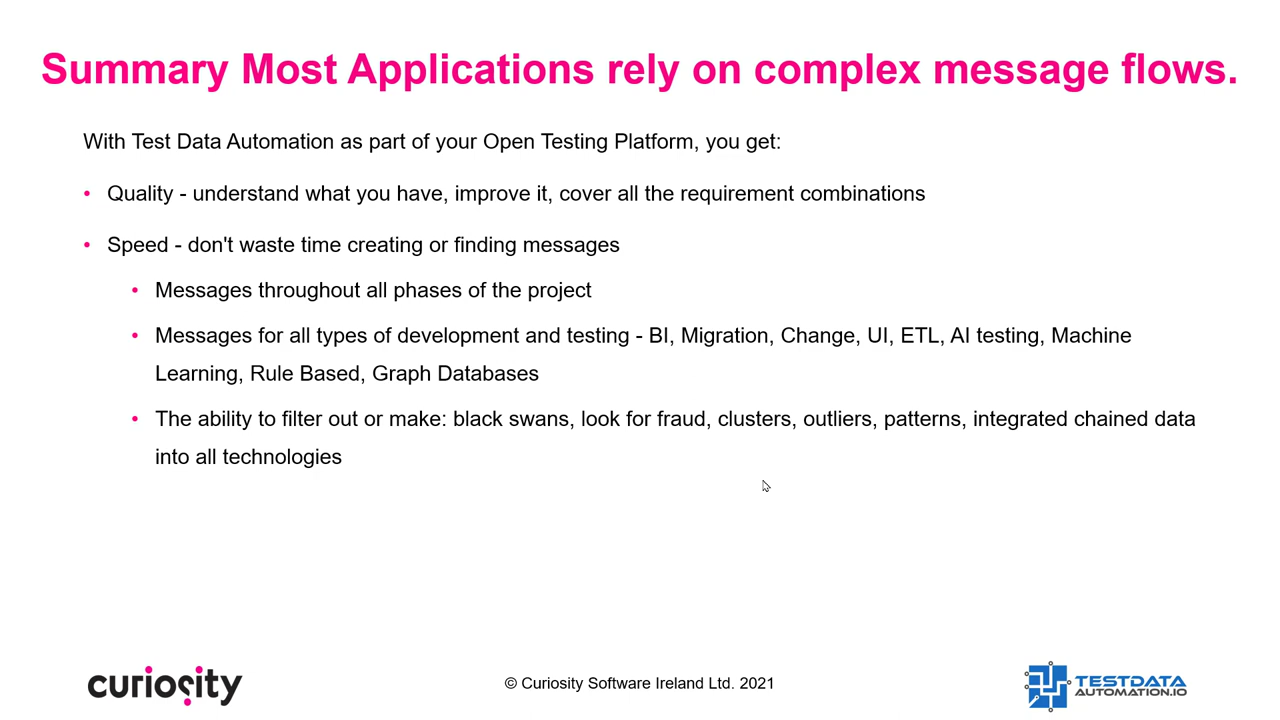 Summary Most Applications rely on complex message flows.
With Test Data Automation as part of your Open Testing Platform, you get:
• Quality - understand what you have, improve it, cover all the requirement combinations
• Speed - don't waste time creating or finding messages
• Messages throughout all phases of the project
• Messages for all types of development and testing - BI, Migration, Change, UI, ETL, AI testing, Machine
Learning, Rule Based, Graph Databases
• The ability to filter out or make: black swans, look for fraud, clusters, outliers, patterns, integrated chained data
into all technologies
curiosity
© Curiosity Software Ireland Ltd. 2021
TESTDATA
AUTOMATION.IO